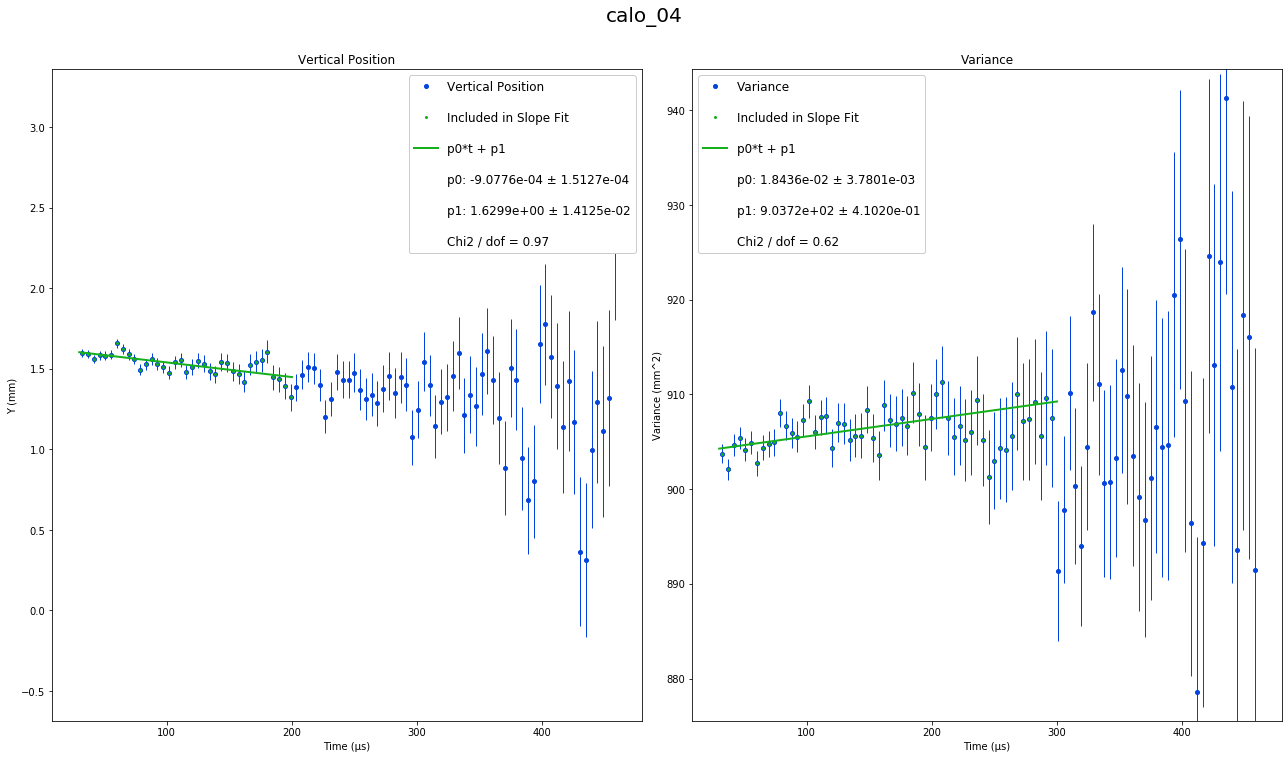 calo_04
Vertical Position
Vertical Position
Included in Slope Fit
p0*t + p1
p0: -9.0776e-04 ± 1.5127e-04
p1: 1.6299e+00 ± 1.4125e-02
Chi2 / dof = 0.97
3.0
2.5
2.0
1.5
1.0
0.5
0.0
−0.5
Y (mm)
100
200
300
400
Time (μs)
Variance
Variance
Included in Slope Fit
p0*t + p1
p0: 1.8436e-02 ± 3.7801e-03
p1: 9.0372e+02 ± 4.1020e-01
Chi2 / dof = 0.62
940
930
920
910
900
890
880
Variance (mm^2)
100
200
300
400
Time (μs)